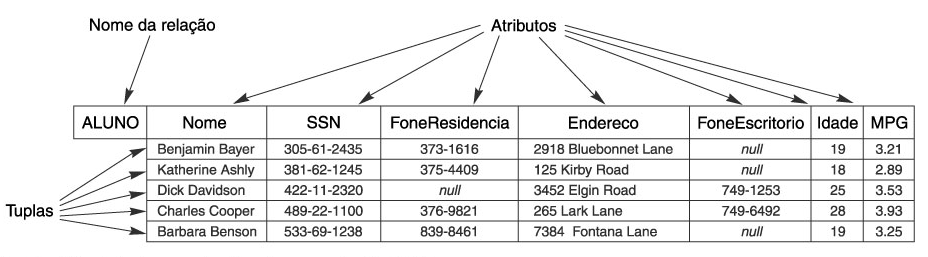 Nome da relação Atributos
ALUNO Nome SSN FoneResidencia Endereco FoneEscritorio Idade MPG
Benjamin Bayer 305-61-2435 373-1616 2918 Bluebonnet Lane null 19 3.21
Katherine Ashly 381-62-1245 375-4409 125 Kirby Road null 18 2.89
Dick Davidson 422-11-2320 null 3452 Elgin Road 749-1253 25 3.53
Tuplas Charles Cooper 489-22-1100 376-9821 265 Lark Lane 749-6492 28 3.93
Barbara Benson 533-69-1238 839-8461 7384 Fontana Lane null 19 3.25